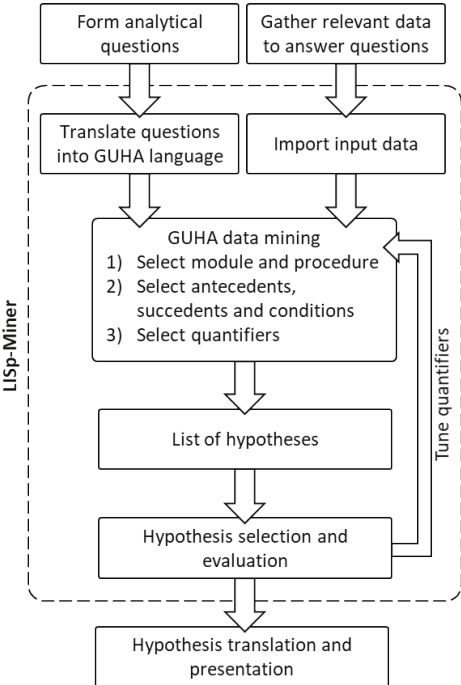 Form analytical
questions
Gather relevant data
to answer questions
Translate questions
into GUHA language
Import input data
GUHA data mining
1) Select module and procedure
2) Select antecedents,
succedents and conditions
3) Select quantifiers
LISp-Miner
Tune quantifiers
List of hypotheses
Hypothesis selection and
evaluation
Hypothesis translation and
presentation